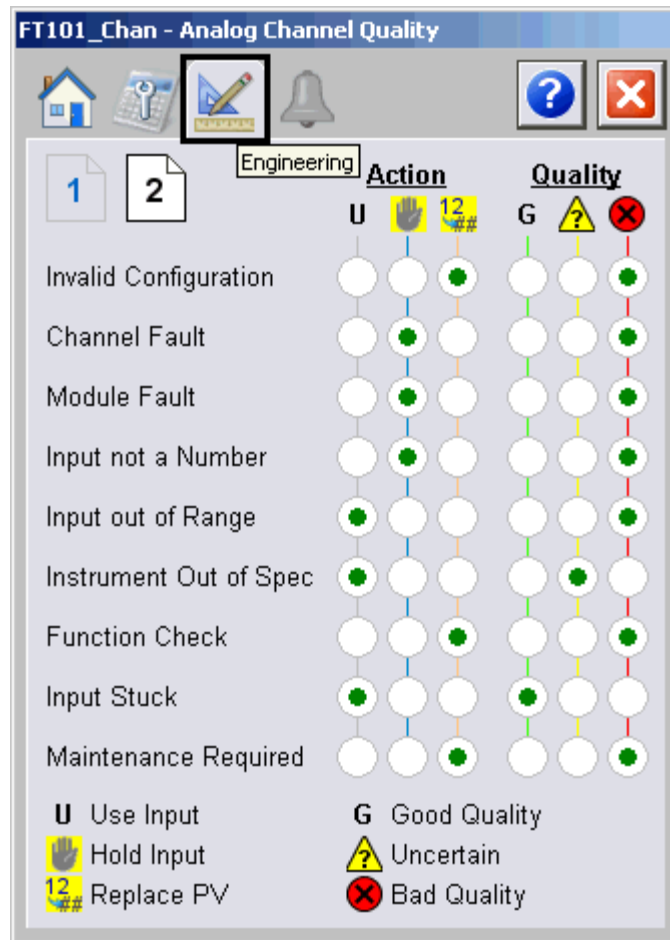 FT101_Chan - Analog Channel Quality
?
Engineering
1 2
Action Quality
U 12 ## G ?
Invalid Configuration
Channel Fault
Module Fault
Input not a Number
Input out of Range
Instrument Out of Spec
Function Check
Input Stuck
Maintenance Required
U Use Input G Good Quality
Hold Input ? Uncertain
12 ## Replace PV Bad Quality